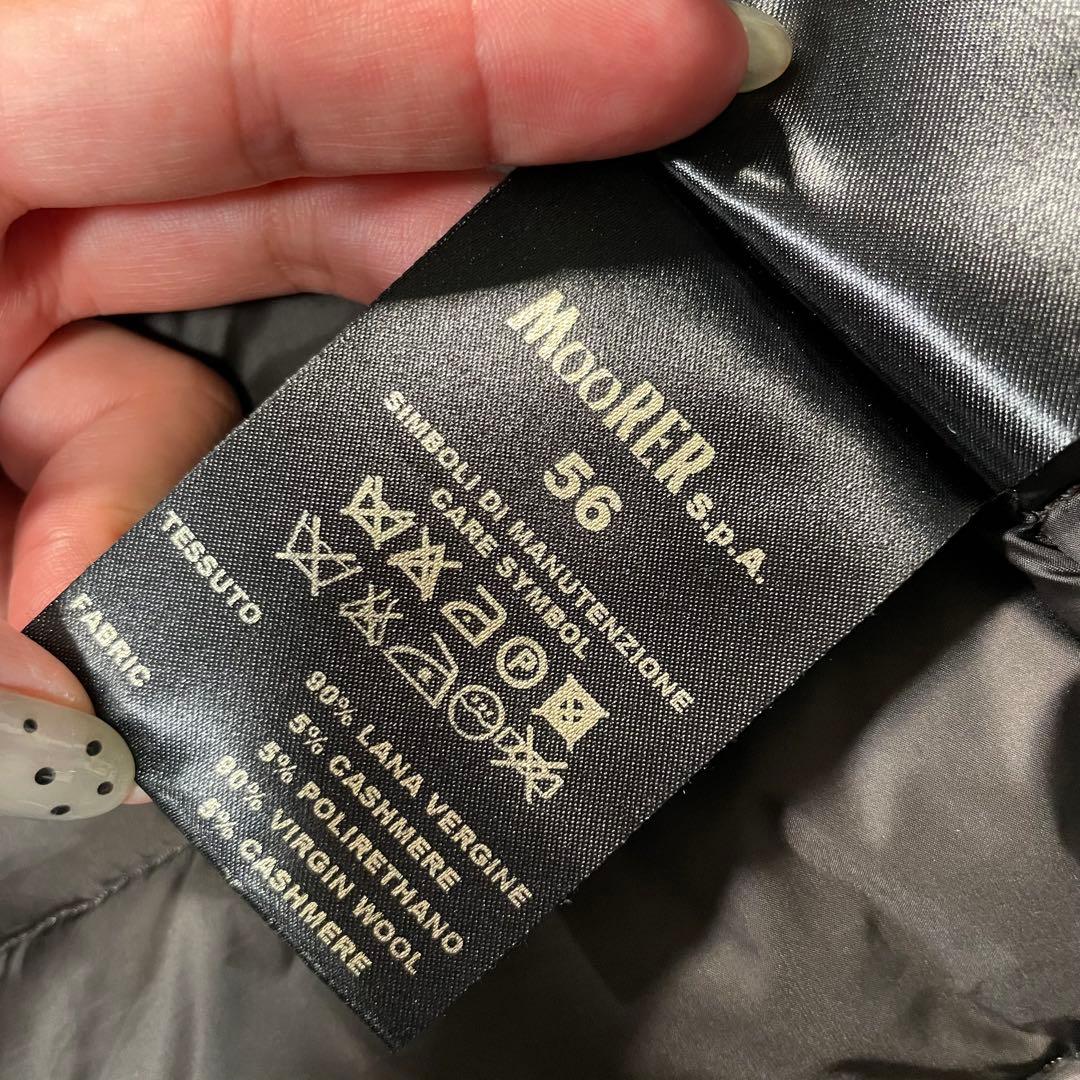 MOORER S.p.A.
56
SIMBOLI DI MANUTENZIONE
CARE SYMBOL
P
TESSUTO
90% LANA VERGINE
5% CASHMERE
5% POLIRETHANO
FABRIC
90% VIRGIN WOOL
5% CASHMERE